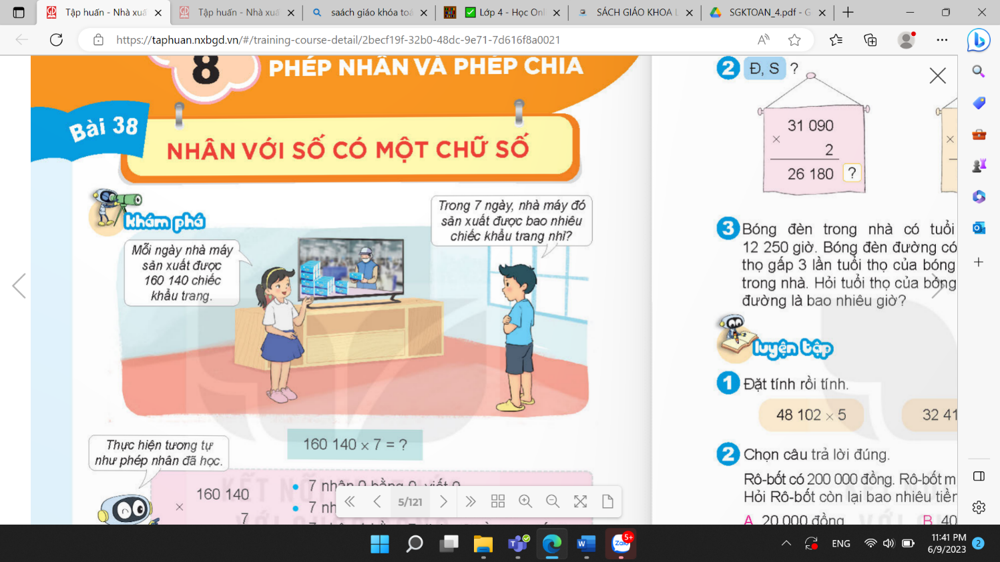 Tập huấn - Nhà xuấ
Tập huấn - Nhà xuấ
saách giáo khóa toá
Lớp 4 - Học Onl
SÁCH GIÁO KHOA L
SGKTOAN_4.pdf - G
https://taphuan.nxbgd.vn/#/training-course-detail/2becf19f-32b0-48dc-9e71-7d616f8a0021
8
PHÉP NHÂN VÀ PHÉP CHIA
Bài 38
NHÂN VỚI SỐ CÓ MỘT CHỮ SỐ
khám phá
Mỗi ngày nhà máy
sản xuất được
160 140 chiếc
khẩu trang.
Trong 7 ngày, nhà máy đó
sản xuất được bao nhiêu
chiếc khẩu trang nhỉ?
160 140 × 7 = ?
Thực hiện tương tự
như phép nhân đã học.
160 140
×
7
• 7 nhân 0 bằng 0, viết 0
• 7 nh
KẾT NỐI
2 Đ, S ?
31 090
×
2
26 180 ?
×
3 Bóng đèn trong nhà có tuổi
12 250 giờ. Bóng đèn đường có
thọ gấp 3 lần tuổi thọ của bóng
trong nhà. Hỏi tuổi thọ của bóng
đường là bao nhiêu giờ?
luyện tập
1 Đặt tính rồi tính.
48 102 × 5
32 41
2 Chọn câu trả lời đúng.
Rô-bốt có 200 000 đồng. Rô-bốt m
Hỏi Rô-bốt còn lại bao nhiêu tiền
A. 20 000 đồng
B. 40
5/121
Zalo
5+
ENG
11:41 PM
6/9/2023
2